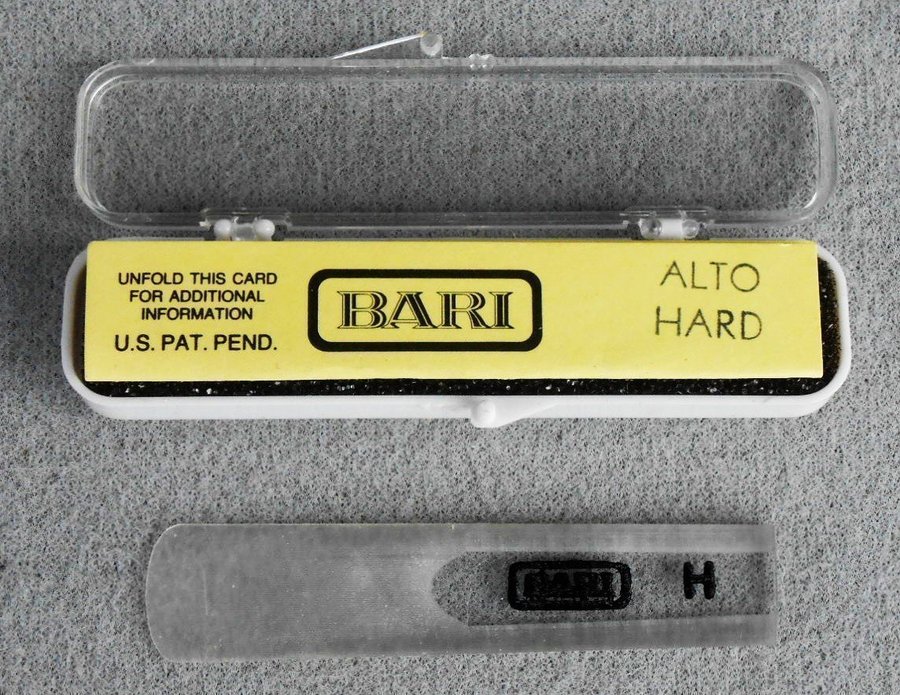 UNFOLD THIS CARD
FOR ADDITIONAL
INFORMATION
U.S. PAT. PEND.
BARI
ALTO
HARD
BARI
H